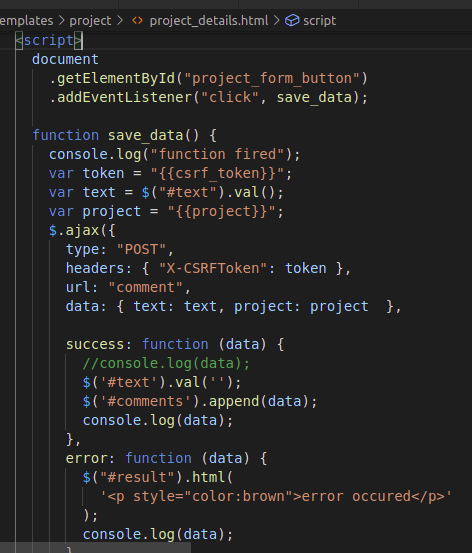 emplates > project > <> project_details.html > script
<script>
document
.getElementById("project_form_button")
.addEventListener("click", save_data);
function save_data() {
console.log("function fired");
var token = "{{csrf_token}}";
var text = $("#text").val();
var project = "{{project}}";
$.ajax({
type: "POST",
headers: { "X-CSRFToken": token },
url: "comment",
data: { text: text, project: project  },
success: function (data) {
//console.log(data);
$('#text').val('');
$('#comments').append(data);
console.log(data);
},
error: function (data) {
$("#result").html(
'<p style="color:brown">error occured</p>'
);
console.log(data);
}